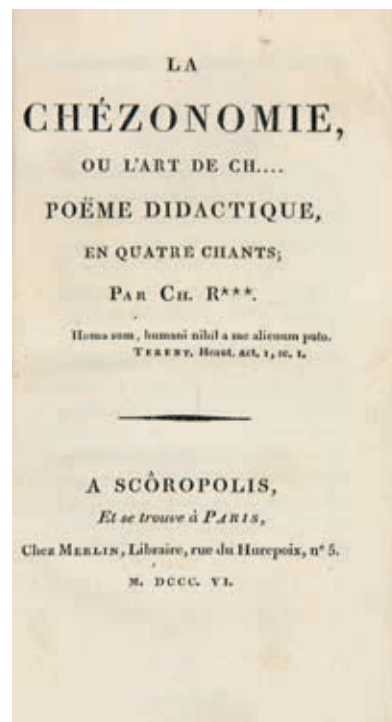 LA
CHÉZONOMIE,
OU L'ART DE CH....
POËME DIDACTIQUE,
EN QUATRE CHANTS;
PAR CH. R***.
Homo sum, humani nihil a me alienum puto.
TERENT. Heaut. act. 1, sc. 1.
A SCÔROPOLIS,
Et se trouve à PARIS,
Chez MERLIN, Libraire, rue du Hurepoix, n° 5.
M. DCCC. VI.